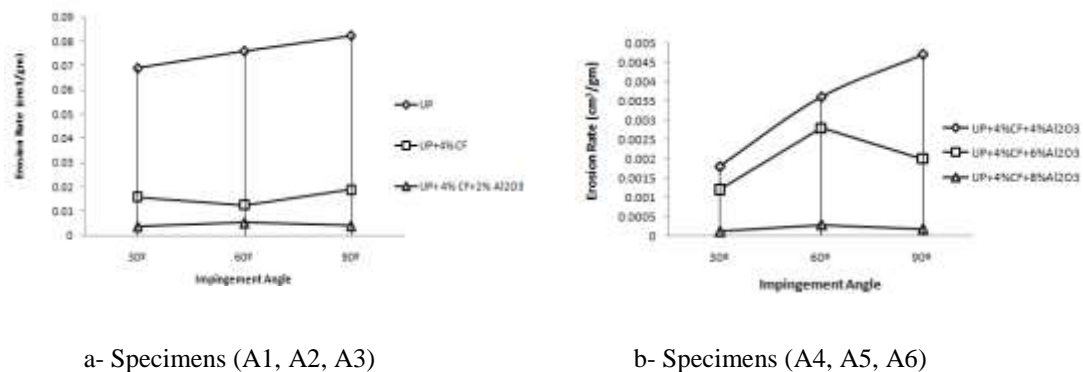 0.09
0.08
0.07
0.06
0.05
0.04
0.03
0.02
0.01
0
Erosion Rate (cm3/gm)
30º
60º
90º
Impingement Angle
UP
UP+4%CF
UP+4%CF+2% Al2O3
a- Specimens (A1, A2, A3)
0.005
0.0045
0.004
0.0035
0.003
0.0025
0.002
0.0015
0.001
0.0005
0
Erosion Rate (cm³/gm)
30º
60º
90º
Impingement Angle
UP+4%CF+4%Al2O3
UP+4%CF+6%Al2O3
UP+4%CF+8%Al2O3
b- Specimens (A4, A5, A6)